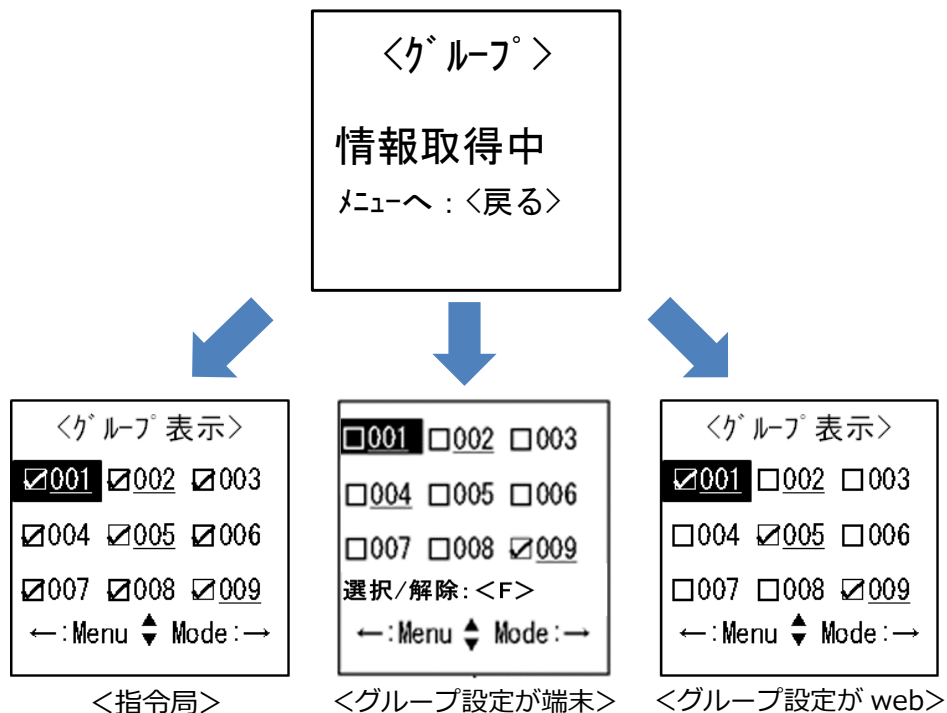 <ｸﾞﾙｰﾌﾟ>
情報取得中
ﾒﾆｭｰへ：<戻る>
<ｸﾞﾙｰﾌﾟ表示>
☑001 ☑002 ☑003
☑004 ☑005 ☑006
☑007 ☑008 ☑009
←:Menu ▲▼ Mode:→
<指令局>
☐001 ☐002 ☐003
☐004 ☐005 ☐006
☐007 ☐008 ☑009
選択/解除:<F>
←:Menu ▲▼ Mode:→
<グループ設定が端末>
<ｸﾞﾙｰﾌﾟ表示>
☑001 ☐002 ☐003
☐004 ☑005 ☐006
☐007 ☐008 ☑009
←:Menu ▲▼ Mode:→
<グループ設定が web>